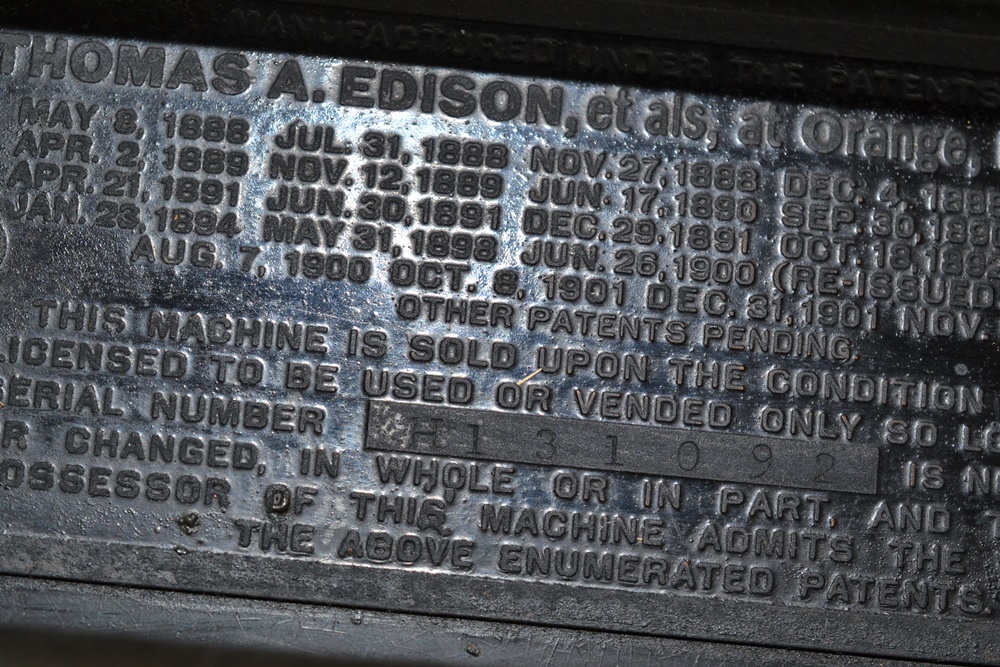 MANUFACTURED UNDER THE PATENTS
THOMAS A. EDISON, et als, at Orange,
MAY 8, 1888 JUL. 31, 1888 NOV. 27, 1888 DEC. 4, 188
APR. 2, 1889 NOV. 12, 1889 JUN. 17, 1890 SEP. 30, 189
APR. 21, 1891 JUN. 30, 1891 DEC. 29, 1891 OCT. 18, 1892
JAN. 23, 1894 MAY 31, 1898 JUN. 26, 1900 (RE-ISSUED
AUG. 7, 1900 OCT. 8, 1901 DEC. 31, 1901 NOV.
OTHER PATENTS PENDING.
THIS MACHINE IS SOLD UPON THE CONDITION
LICENSED TO BE USED OR VENDED ONLY SO LO
SERIAL NUMBER H131092 IS N
R CHANGED, IN WHOLE OR IN PART. AND
OSSESSOR OF THIS MACHINE ADMITS THE
THE ABOVE ENUMERATED PATENTS.